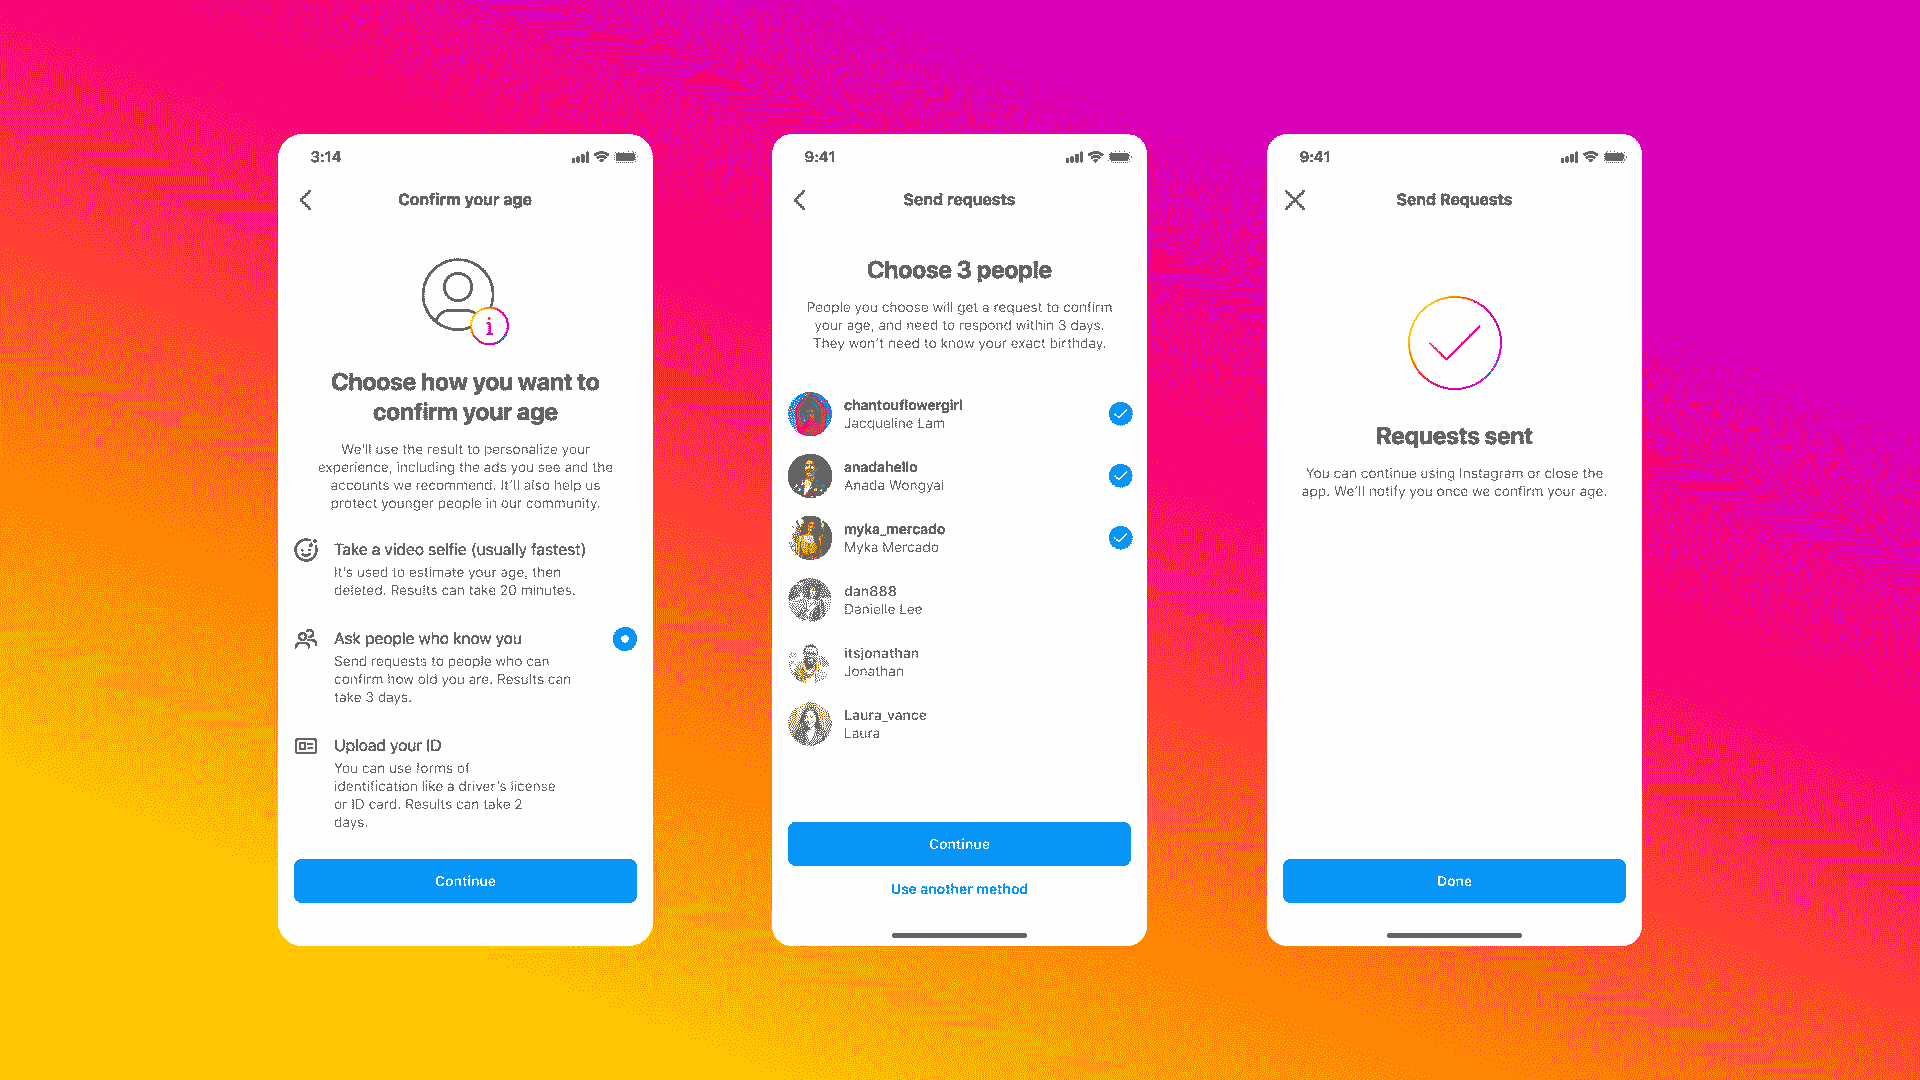 3:14
Confirm your age
i
Choose how you want to
confirm your age
We'll use the result to personalize your
experience, including the ads you see and the
accounts we recommend. It'll also help us
protect younger people in our community.
Take a video selfie (usually fastest)
It's used to estimate your age, then
deleted. Results can take 20 minutes.
Ask people who know you
Send requests to people who can
confirm how old you are. Results can
take 3 days.
Upload your ID
You can use forms of
identification like a driver's license
or ID card. Results can take 2
days.
Continue
9:41
Send requests
Choose 3 people
People you choose will get a request to confirm
your age, and need to respond within 3 days.
They won't need to know your exact birthday.
chantouflowergirl
Jacqueline Lam
anadahello
Anada Wongyai
myka_mercado
Myka Mercado
dan888
Danielle Lee
itsjonathan
Jonathan
Laura_vance
Laura
Continue
Use another method
9:41
Send Requests
Requests sent
You can continue using Instagram or close the
app. We'll notify you once we confirm your age.
Done